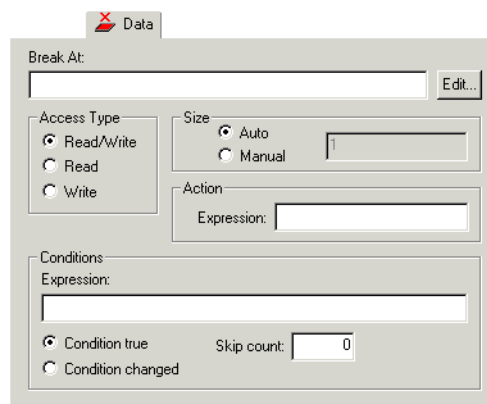 Data
Break At:
Edit...
Access Type
Read/Write
Read
Write
Size
Auto
Manual
1
Action
Expression:
Conditions
Expression:
Condition true
Skip count: 0
Condition changed